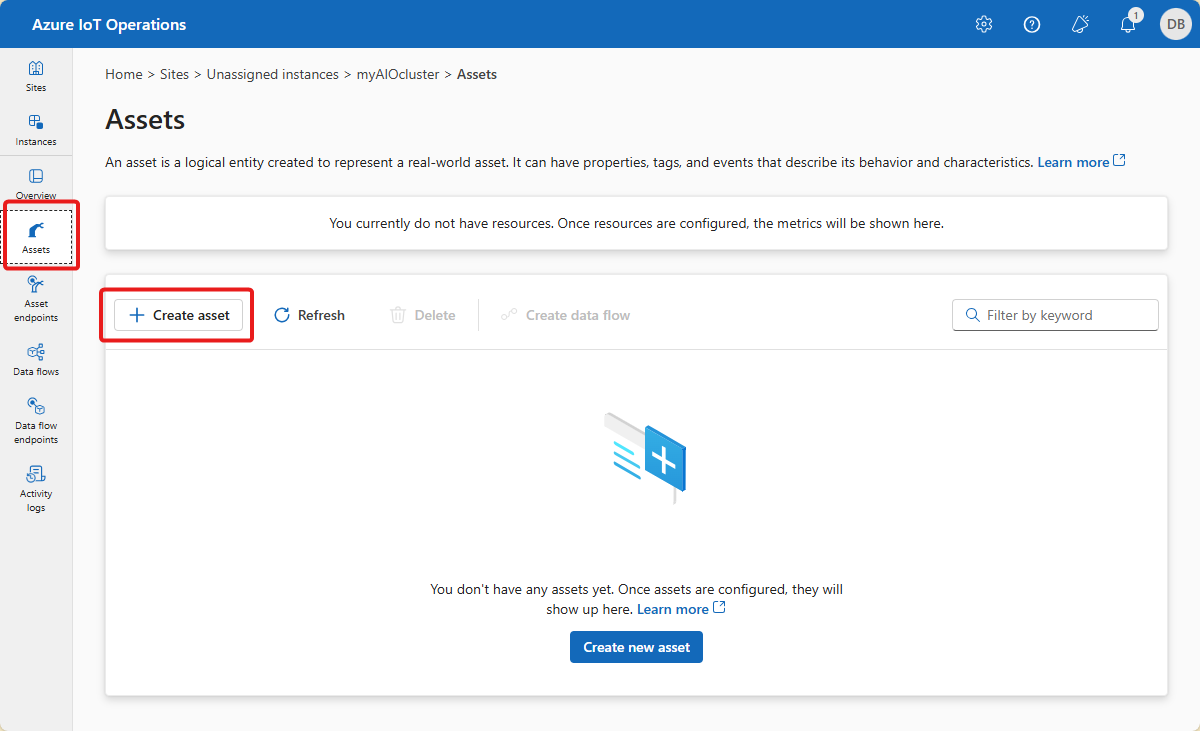 Azure IoT Operations
1
DB
Sites
Instances
Overview
Assets
Asset
endpoints
Data flows
Data flow
endpoints
Activity
logs
Home > Sites > Unassigned instances > myAIOcluster > Assets
Assets
An asset is a logical entity created to represent a real-world asset. It can have properties, tags, and events that describe its behavior and characteristics. Learn more
You currently do not have resources. Once resources are configured, the metrics will be shown here.
Create asset Refresh Delete Create data flow Filter by keyword
You don't have any assets yet. Once assets are configured, they will
show up here. Learn more
Create new asset